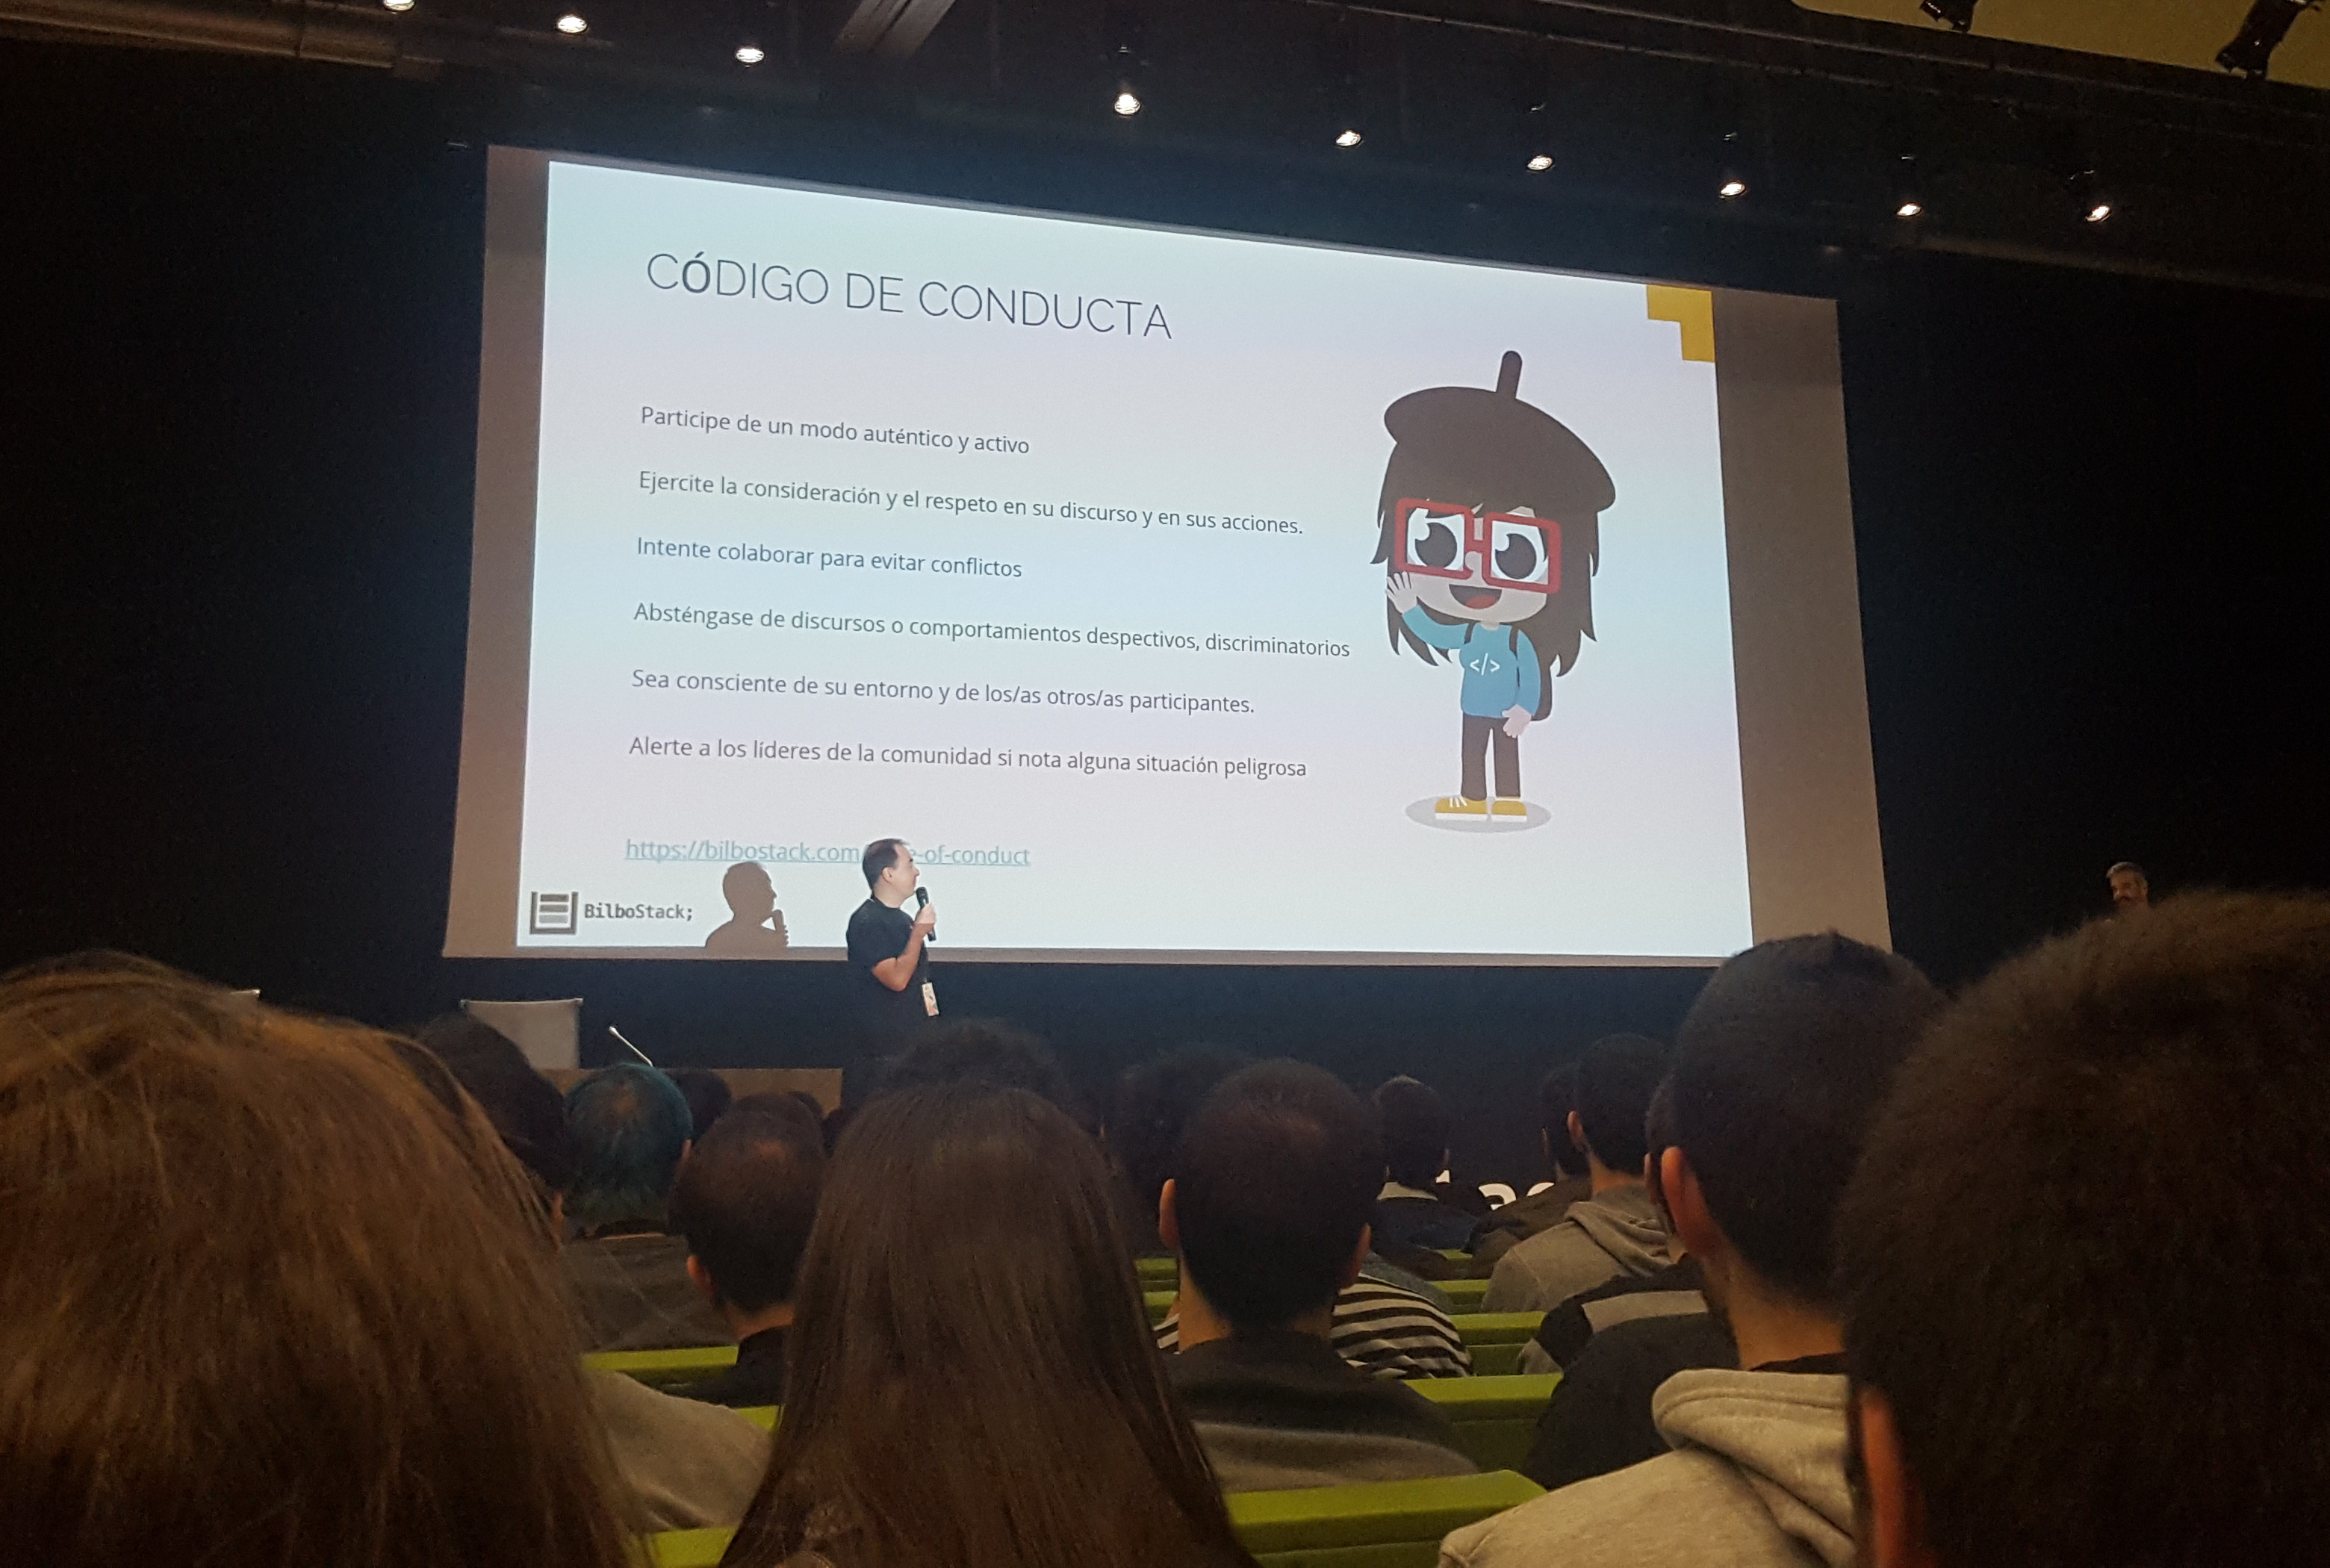 CÓDIGO DE CONDUCTA
Participe de un modo auténtico y activo
Ejercite la consideración y el respeto en su discurso y en sus acciones.
Intente colaborar para evitar conflictos
Absténgase de discursos o comportamientos despectivos, discriminatorios
Sea consciente de su entorno y de los/as otros/as participantes.
Alerte a los líderes de la comunidad si nota alguna situación peligrosa
</>
https://bilbostack.com -of-conduct
BilboStack;